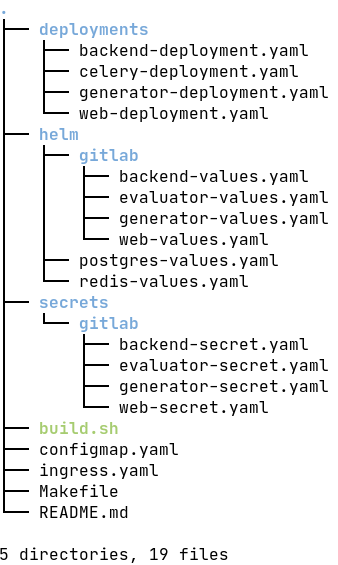 .
├── deployments
│   ├── backend-deployment.yaml
│   ├── celery-deployment.yaml
│   ├── generator-deployment.yaml
│   └── web-deployment.yaml
├── helm
│   ├── gitlab
│   │   ├── backend-values.yaml
│   │   ├── evaluator-values.yaml
│   │   ├── generator-values.yaml
│   │   └── web-values.yaml
│   ├── postgres-values.yaml
│   └── redis-values.yaml
├── secrets
│   └── gitlab
│       ├── backend-secret.yaml
│       ├── evaluator-secret.yaml
│       ├── generator-secret.yaml
│       └── web-secret.yaml
├── build.sh
├── configmap.yaml
├── ingress.yaml
├── Makefile
└── README.md

5 directories, 19 files